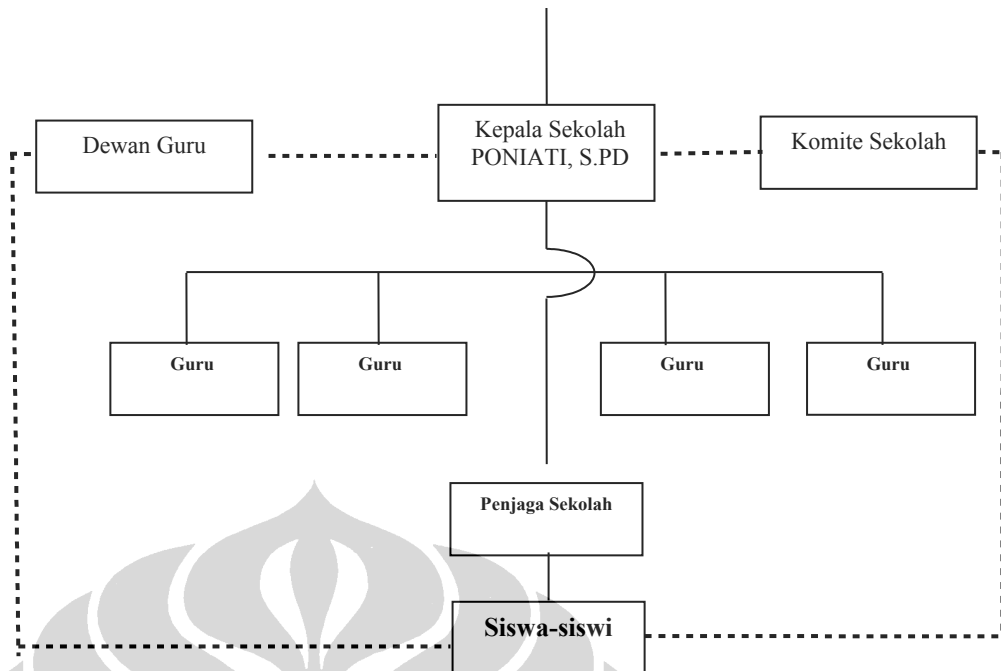 Dewan Guru
Kepala Sekolah
PONIATI, S.PD
Komite Sekolah
Guru
Guru
Guru
Guru
Penjaga Sekolah
Siswa-siswi